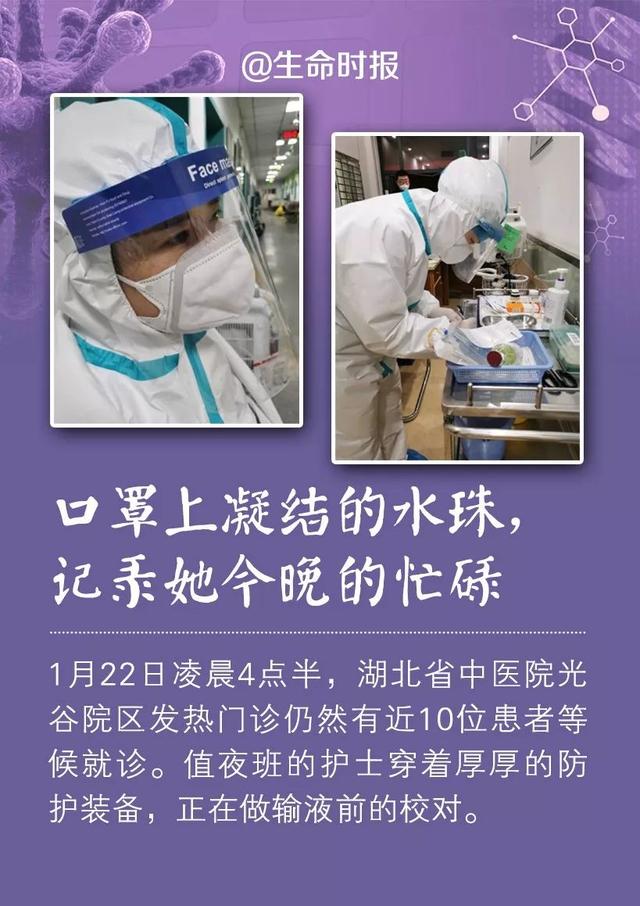 @生命时报
Face ma
口罩上凝结的水珠，
记录她今晚的忙碌
1月22日凌晨4点半，湖北省中医院光
谷院区发热门诊仍然有近10位患者等
候就诊。值夜班的护士穿着厚厚的防
护装备，正在做输液前的校对。